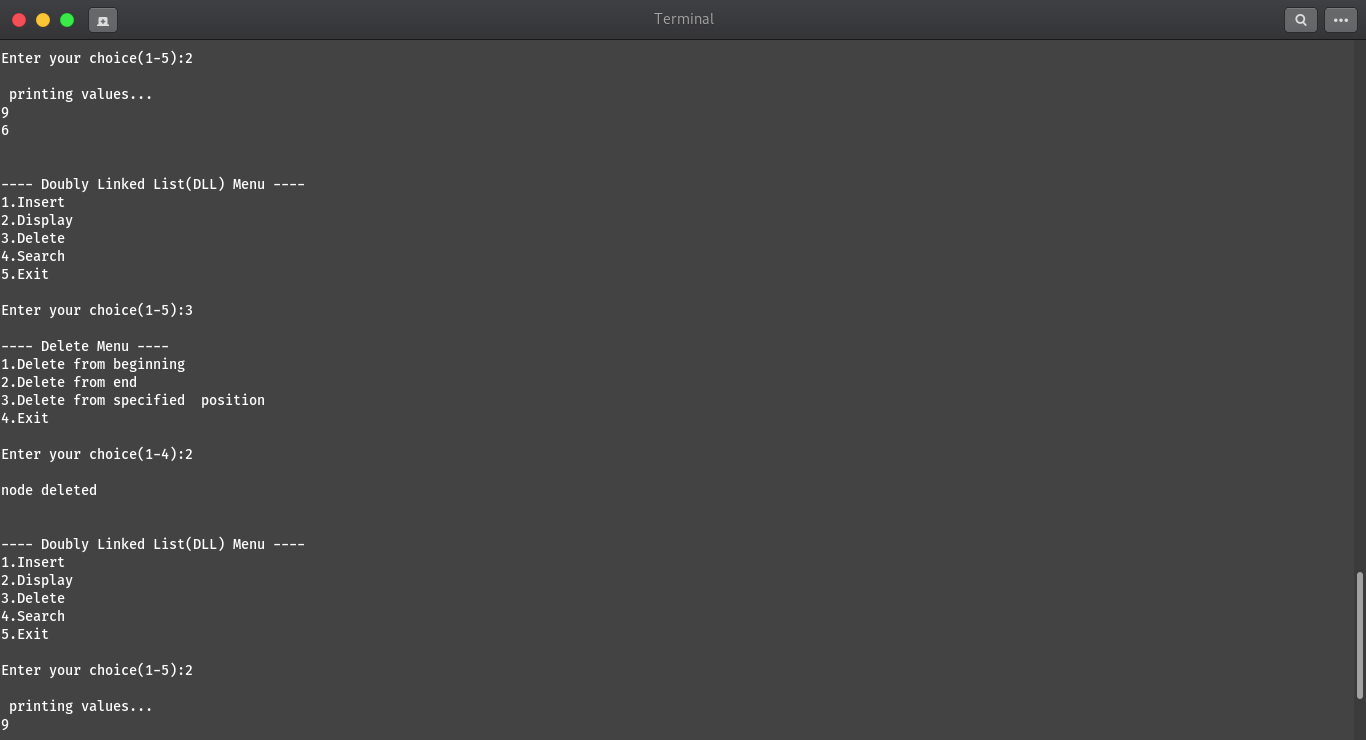 Terminal
Enter your choice(1-5):2
printing values...
9
6
---- Doubly Linked List(DLL) Menu ----
1.Insert
2.Display
3.Delete
4.Search
5.Exit
Enter your choice(1-5):3
---- Delete Menu ----
1.Delete from beginning
2.Delete from end
3.Delete from specified  position
4.Exit
Enter your choice(1-4):2
node deleted
---- Doubly Linked List(DLL) Menu ----
1.Insert
2.Display
3.Delete
4.Search
5.Exit
Enter your choice(1-5):2
printing values...
9